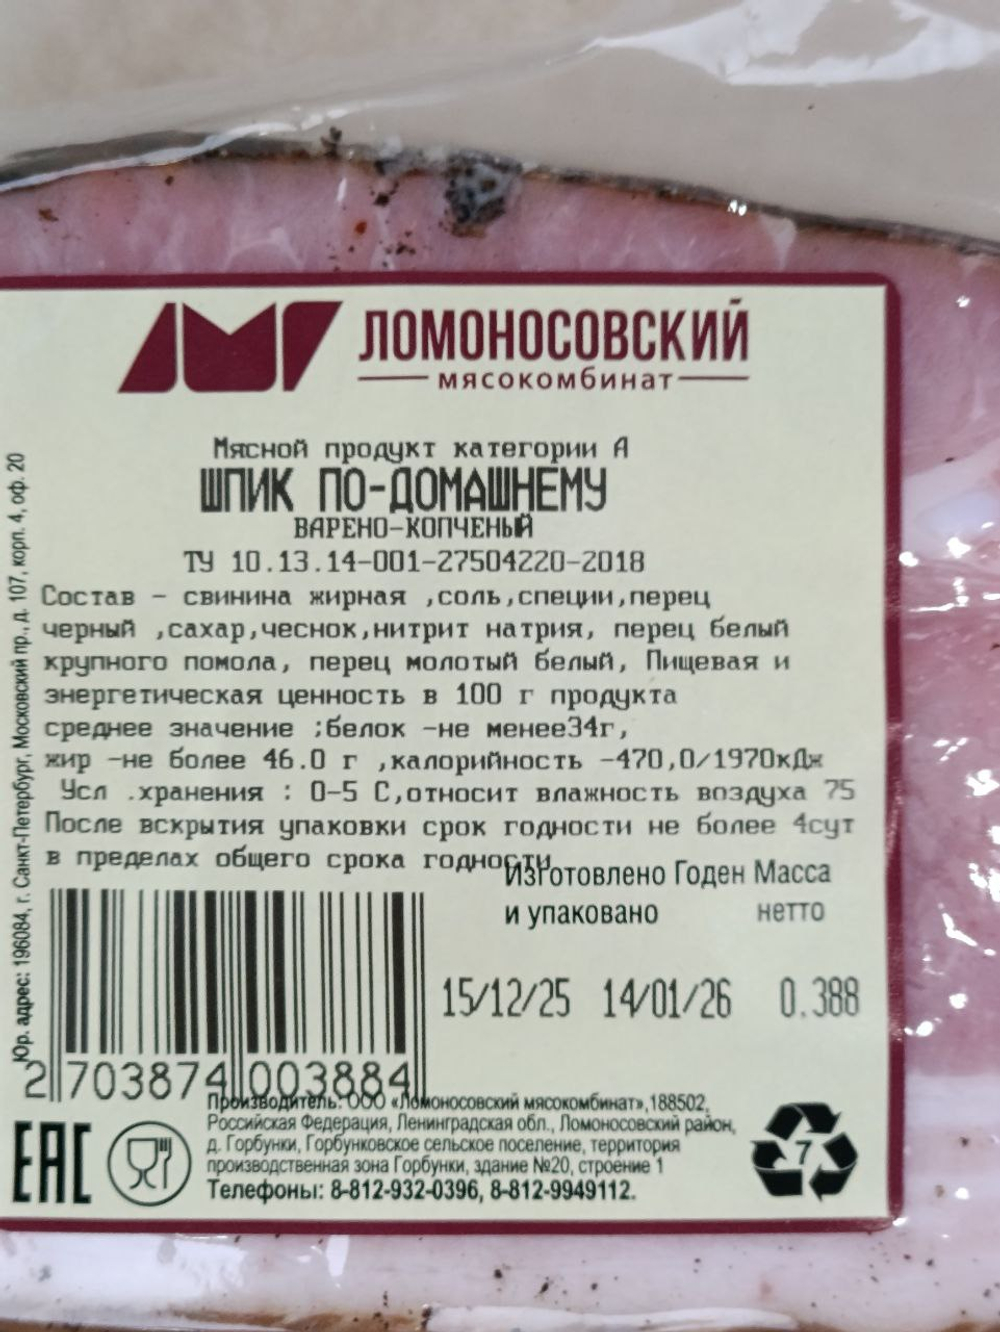 ЛОМОНОСОВСКИЙ
мясокомбинат
Мясной продукт категории А
ШПИК ПО-ДОМАШНЕМУ
ВАРЕНО-КОПЧЕНЫЙ
ТУ 10.13.14-001-27504220-2018
Состав - свинина жирная ,соль,специи,перец
черный ,сахар,чеснок,нитрит натрия, перец белый
крупного помола, перец молотый белый, Пищевая и
энергетическая ценность в 100 г продукта
среднее значение ;белок -не менее34г,
жир -не более 46.0 г ,калорийность -470,0/1970кДж
Усл .хранения : 0-5 С,относит влажность воздуха 75
После вскрытия упаковки срок годности не более 4сут
в пределах общего срока годности
Изготовлено Годен Масса
и упаковано нетто
15/12/25 14/01/26 0.388
2 703874 003884
Производитель: ООО «Ломоносовский мясокомбинат»,188502,
Российская Федерация, Ленинградская обл., Ломоносовский район,
д. Горбунки, Горбунковское сельское поселение, территория
производственная зона Горбунки, здание №20, строение 1
Телефоны: 8-812-932-0396, 8-812-9949112.
EAC
7
Юр. адрес: 196084, г. Санкт-Петербург, Московский пр., д. 107, корп. 4, оф. 20